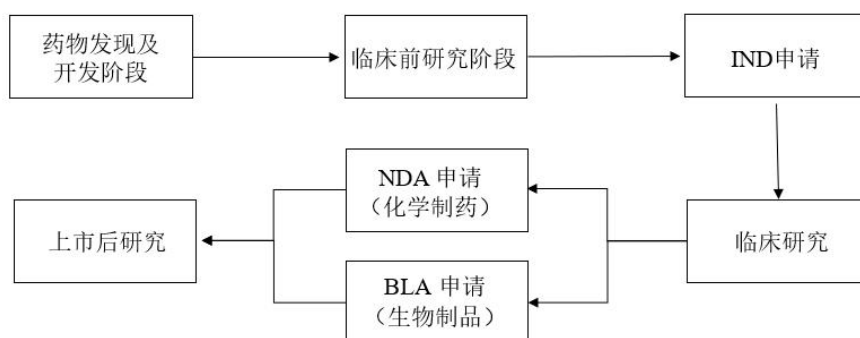 药物发现及
开发阶段
临床前研究阶段
IND申请
NDA 申请
（化学制药）
上市后研究
临床研究
BLA 申请
（生物制品）